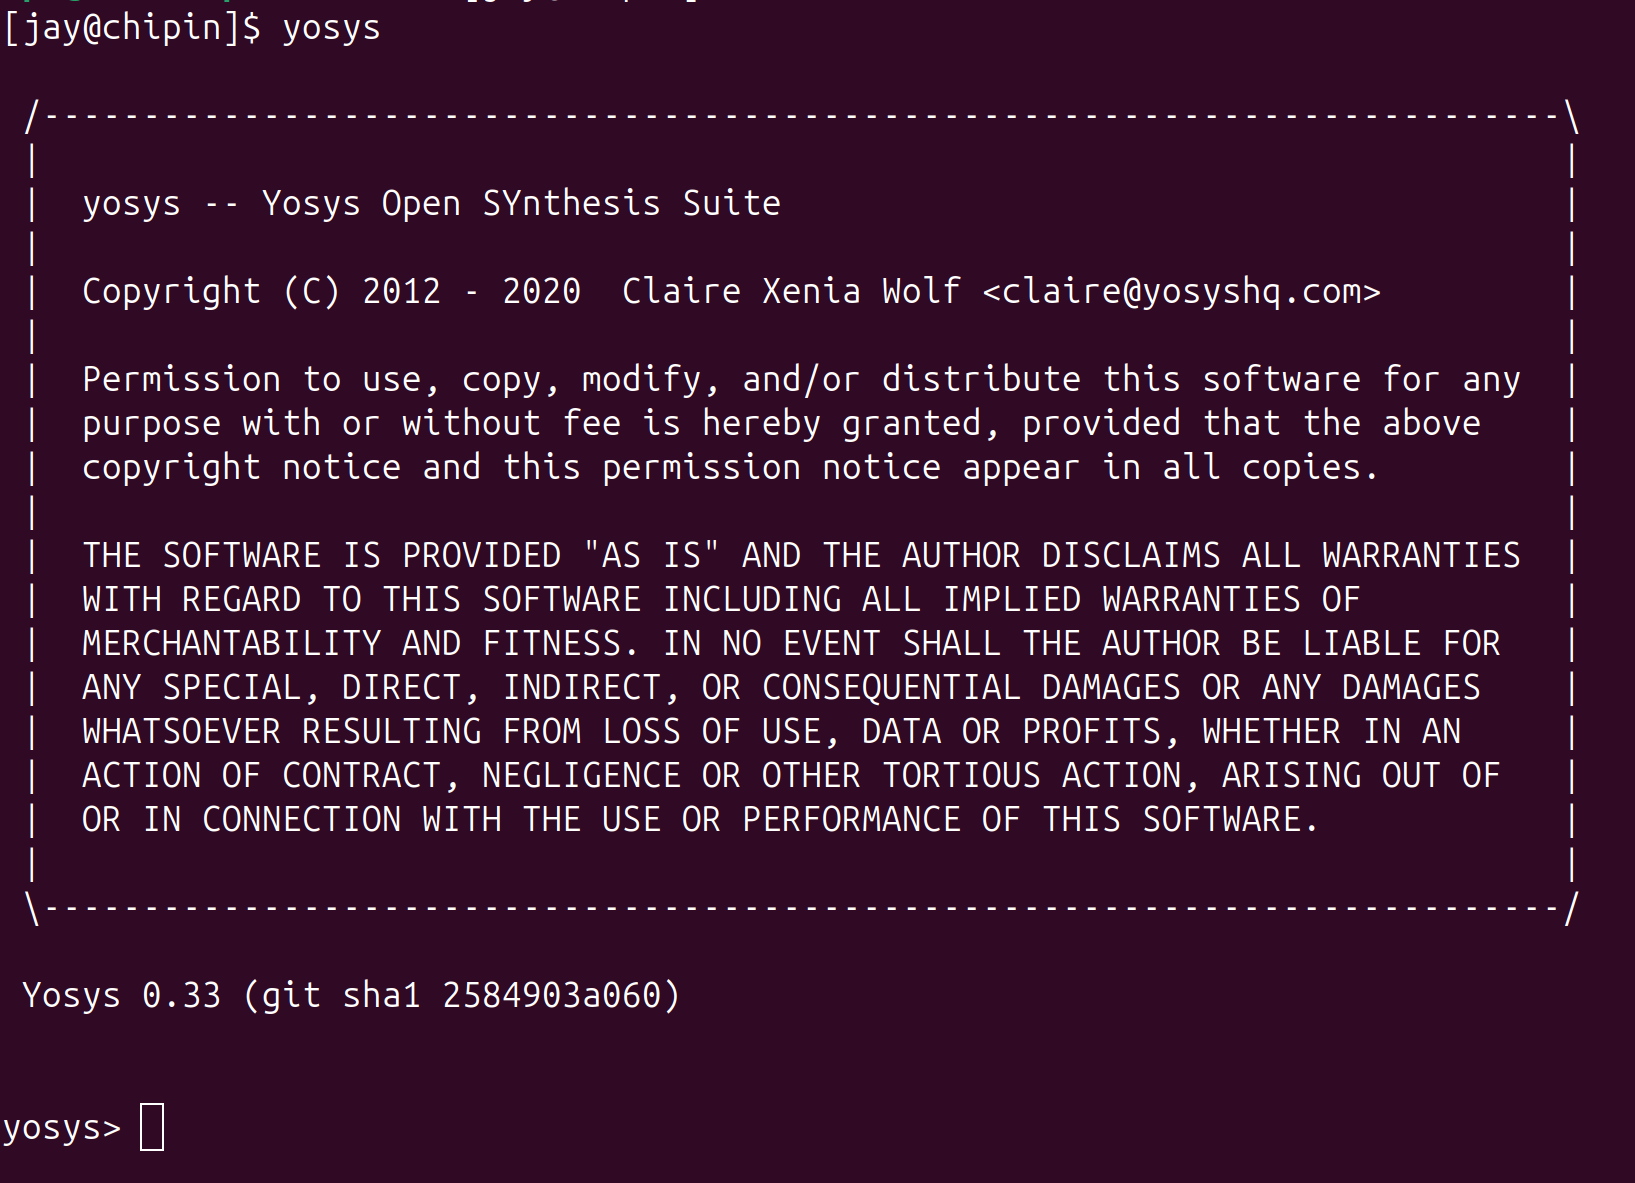 [jay@chipin]$ yosys
/----------------------------------------------------------------------------\
|                                                                            |
|  yosys -- Yosys Open SYnthesis Suite                                       |
|                                                                            |
|  Copyright (C) 2012 - 2020  Claire Xenia Wolf <claire@yosyshq.com>         |
|                                                                            |
|  Permission to use, copy, modify, and/or distribute this software for any  |
|  purpose with or without fee is hereby granted, provided that the above    |
|  copyright notice and this permission notice appear in all copies.         |
|                                                                            |
|  THE SOFTWARE IS PROVIDED "AS IS" AND THE AUTHOR DISCLAIMS ALL WARRANTIES  |
|  WITH REGARD TO THIS SOFTWARE INCLUDING ALL IMPLIED WARRANTIES OF          |
|  MERCHANTABILITY AND FITNESS. IN NO EVENT SHALL THE AUTHOR BE LIABLE FOR   |
|  ANY SPECIAL, DIRECT, INDIRECT, OR CONSEQUENTIAL DAMAGES OR ANY DAMAGES    |
|  WHATSOEVER RESULTING FROM LOSS OF USE, DATA OR PROFITS, WHETHER IN AN     |
|  ACTION OF CONTRACT, NEGLIGENCE OR OTHER TORTIOUS ACTION, ARISING OUT OF   |
|  OR IN CONNECTION WITH THE USE OR PERFORMANCE OF THIS SOFTWARE.            |
|                                                                            |
\----------------------------------------------------------------------------/
Yosys 0.33 (git sha1 2584903a060)
yosys>